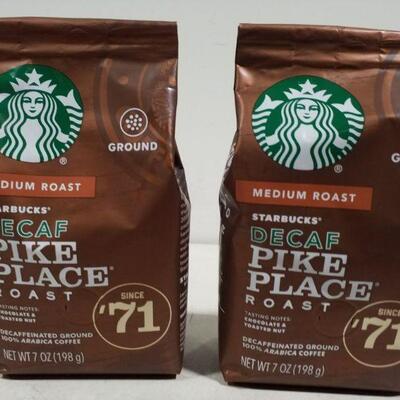 GROUND
MEDIUM ROAST
STARBUCKS®
DECAF
PIKE
PLACE®
ROAST
TASTING NOTES:
CHOCOLATE &
TOASTED NUT
SINCE
'71
DECAFFEINATED GROUND
100% ARABICA COFFEE
NET WT 7 OZ (198 g)
G
MEDIUM ROAST
STARBUCKS®
DECAF
PIKE
PLACE®
ROAST
TASTING NOTES:
CHOCOLATE &
TOASTED NUT
SINCE
'71
DECAFFEINATED GROUND
100% ARABICA COFFEE
NET WT 7 OZ (198 g)